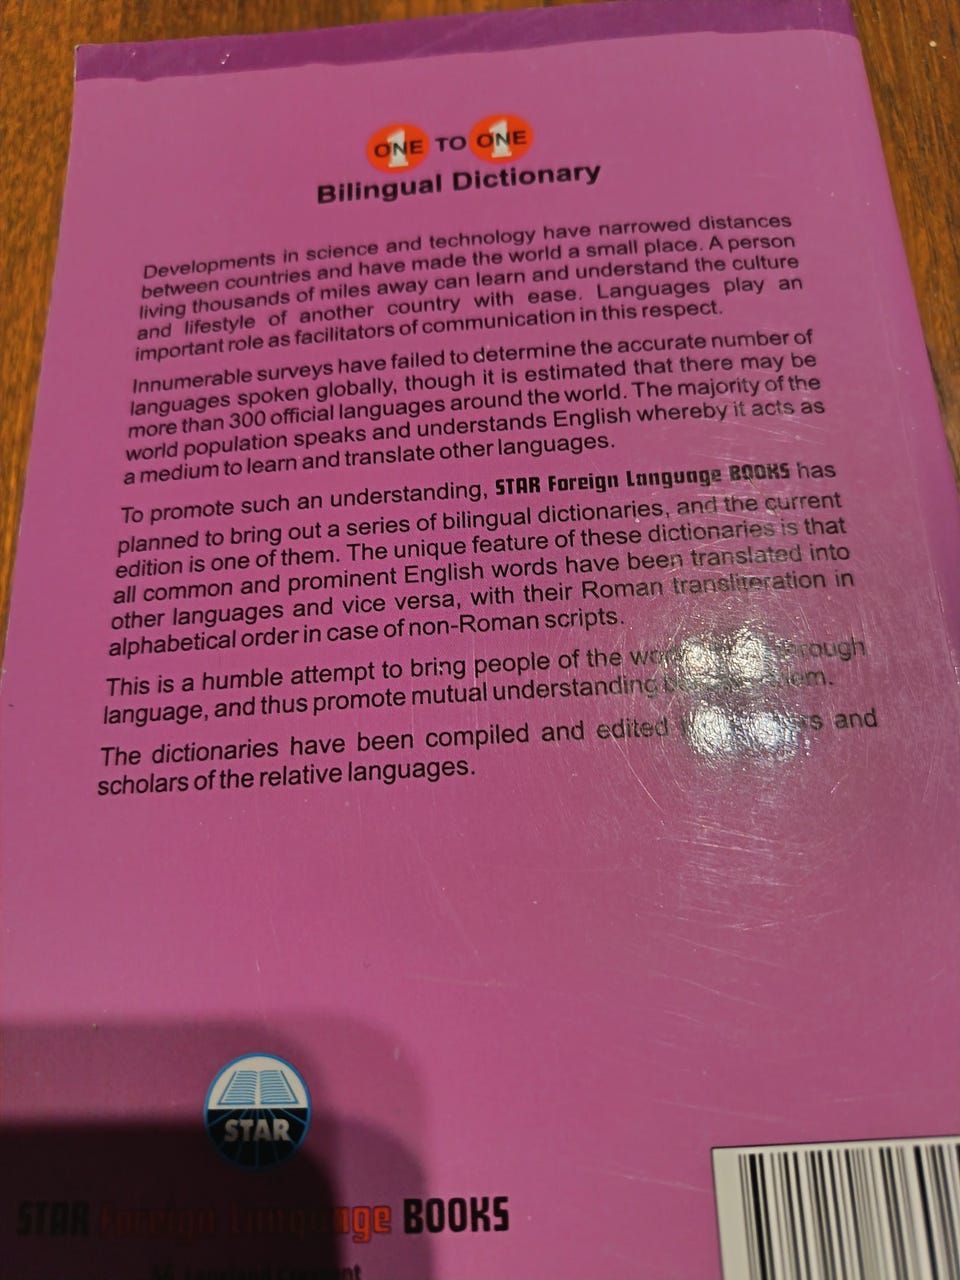 ONE TO ONE
Bilingual Dictionary
Developments in science and technology have narrowed distances
between countries and have made the world a small place. A person
living thousands of miles away can learn and understand the culture
and lifestyle of another country with ease. Languages play an
important role as facilitators of communication in this respect.
Innumerable surveys have failed to determine the accurate number of
languages spoken globally, though it is estimated that there may be
more than 300 official languages around the world. The majority of the
world population speaks and understands English whereby it acts as
a medium to learn and translate other languages.
To promote such an understanding, STAR Foreign Language BOOKS has
planned to bring out a series of bilingual dictionaries, and the current
edition is one of them. The unique feature of these dictionaries is that
all common and prominent English words have been translated into
other languages and vice versa, with their Roman transliteration in
alphabetical order in case of non-Roman scripts.
This is a humble attempt to bring people of the
language, and thus promote mutual understanding
The dictionaries have been compiled and edited and
scholars of the relative languages.
STAR
STAR Foreign Language BOOKS